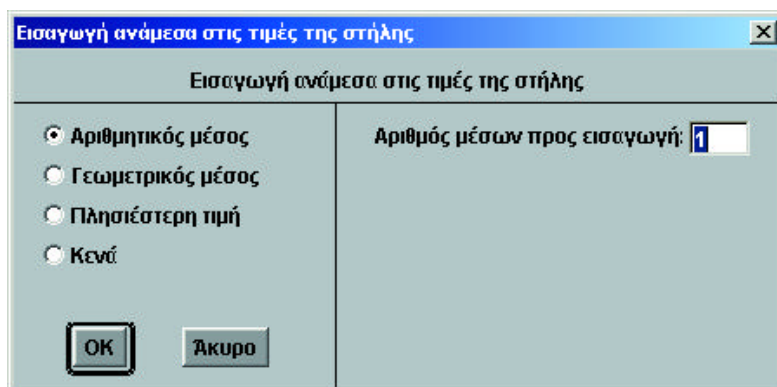 Εισαγωγή ανάμεσα στις τιμές της στήλης
Εισαγωγή ανάμεσα στις τιμές της στήλης
Αριθμητικός μέσος
Γεωμετρικός μέσος
Πλησιέστερη τιμή
Κενά
Αριθμός μέσων προς εισαγωγή: 1
OK
Άκυρο